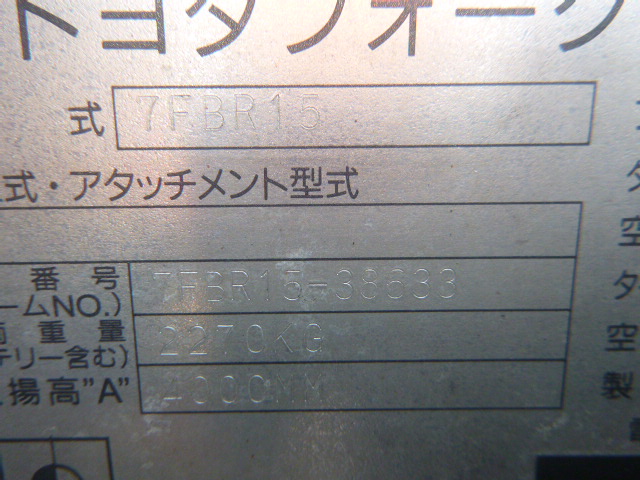 トヨタフォーク
式 7FBR15
式・アタッチメント型式
番号 7FBR15-38633
ームNO.)
重量 2270KG
テリー含む)
揚高"A" 4000MM
タ
空
タ
空
製